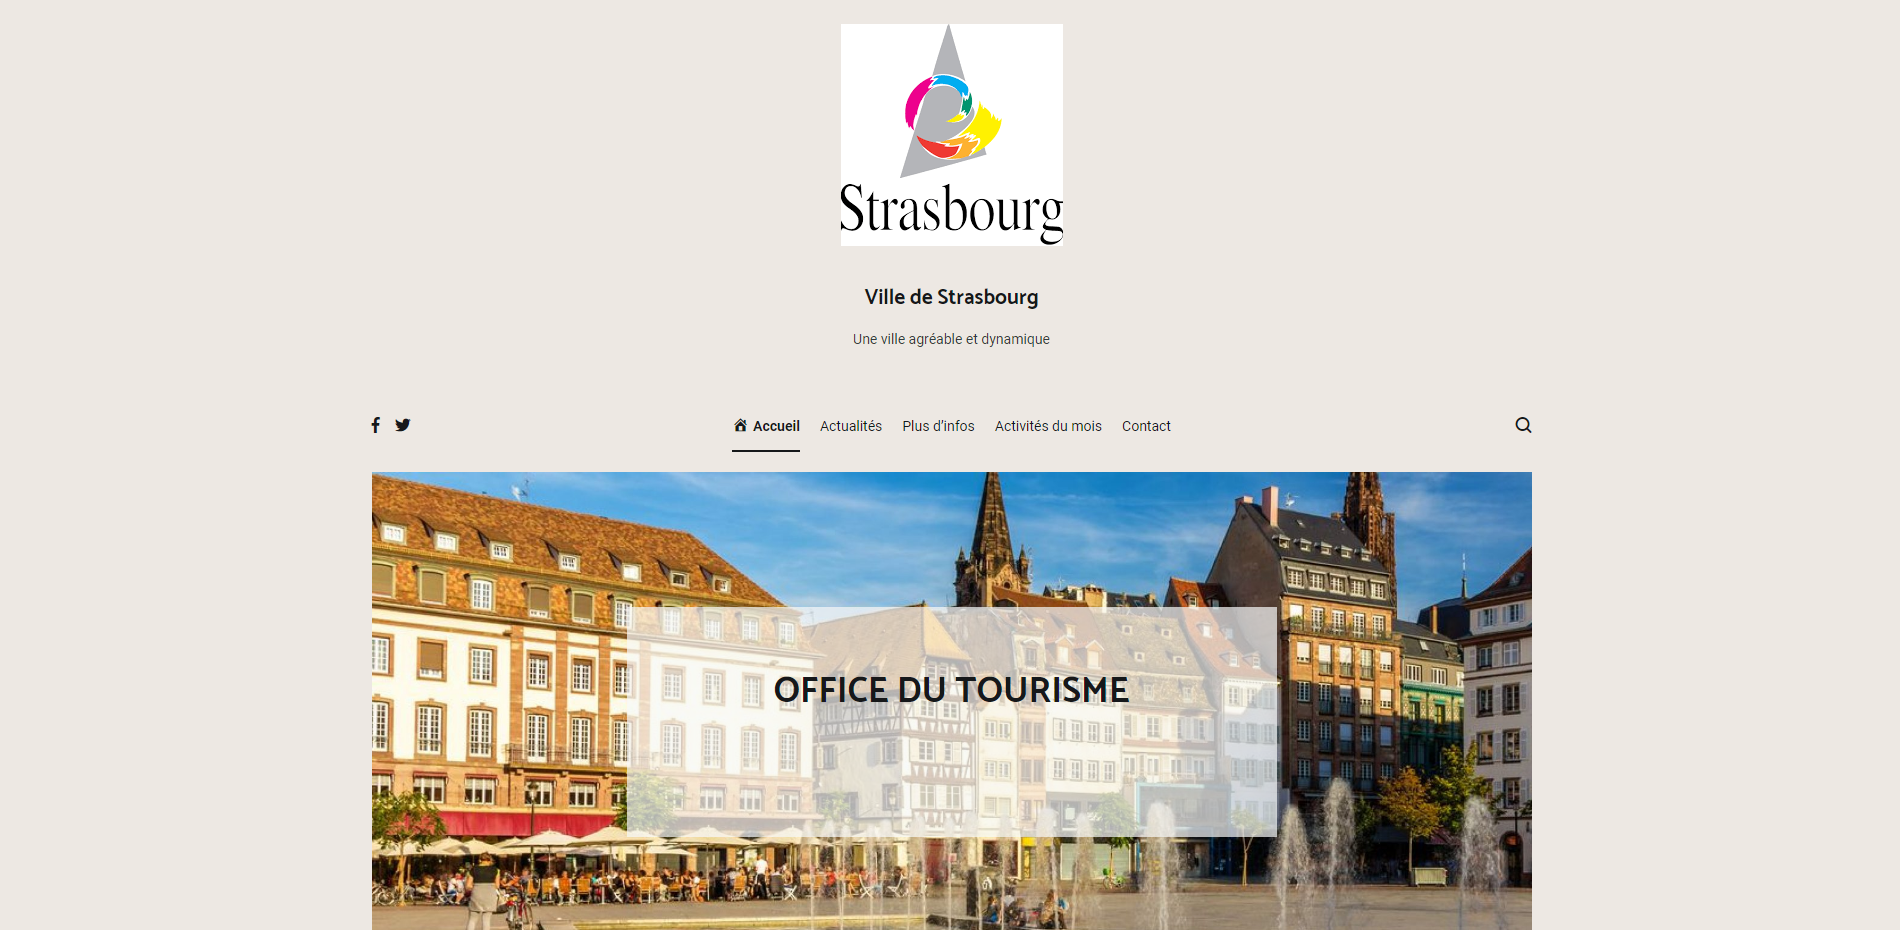 Strasbourg
Ville de Strasbourg
Une ville agréable et dynamique
Accueil Actualités Plus d'infos Activités du mois Contact
OFFICE DU TOURISME